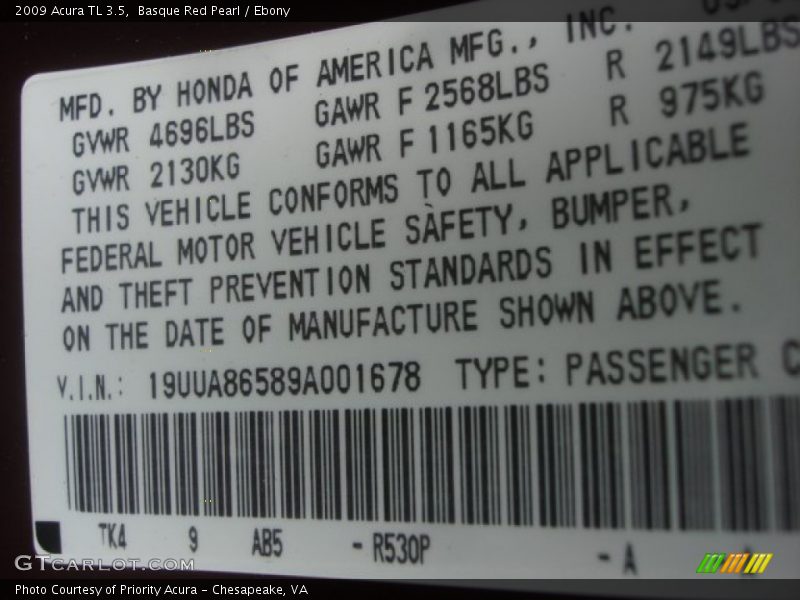 2009 Acura TL 3.5,  Basque Red Pearl / Ebony
MFD. BY HONDA OF AMERICA MFG., INC.
GVWR 4696LBS GAWR F 2568LBS R 2149LBS
GVWR 2130KG GAWR F 1165KG R 975KG
THIS VEHICLE CONFORMS TO ALL APPLICABLE
FEDERAL MOTOR VEHICLE SAFETY, BUMPER,
AND THEFT PREVENTION STANDARDS IN EFFECT
ON THE DATE OF MANUFACTURE SHOWN ABOVE.
V.I.N.: 19UUA86589A001678 TYPE: PASSENGER C
TK4 9 AB5 - R530P - A
GTCARLOT.COM
Photo Courtesy of Priority Acura - Chesapeake, VA